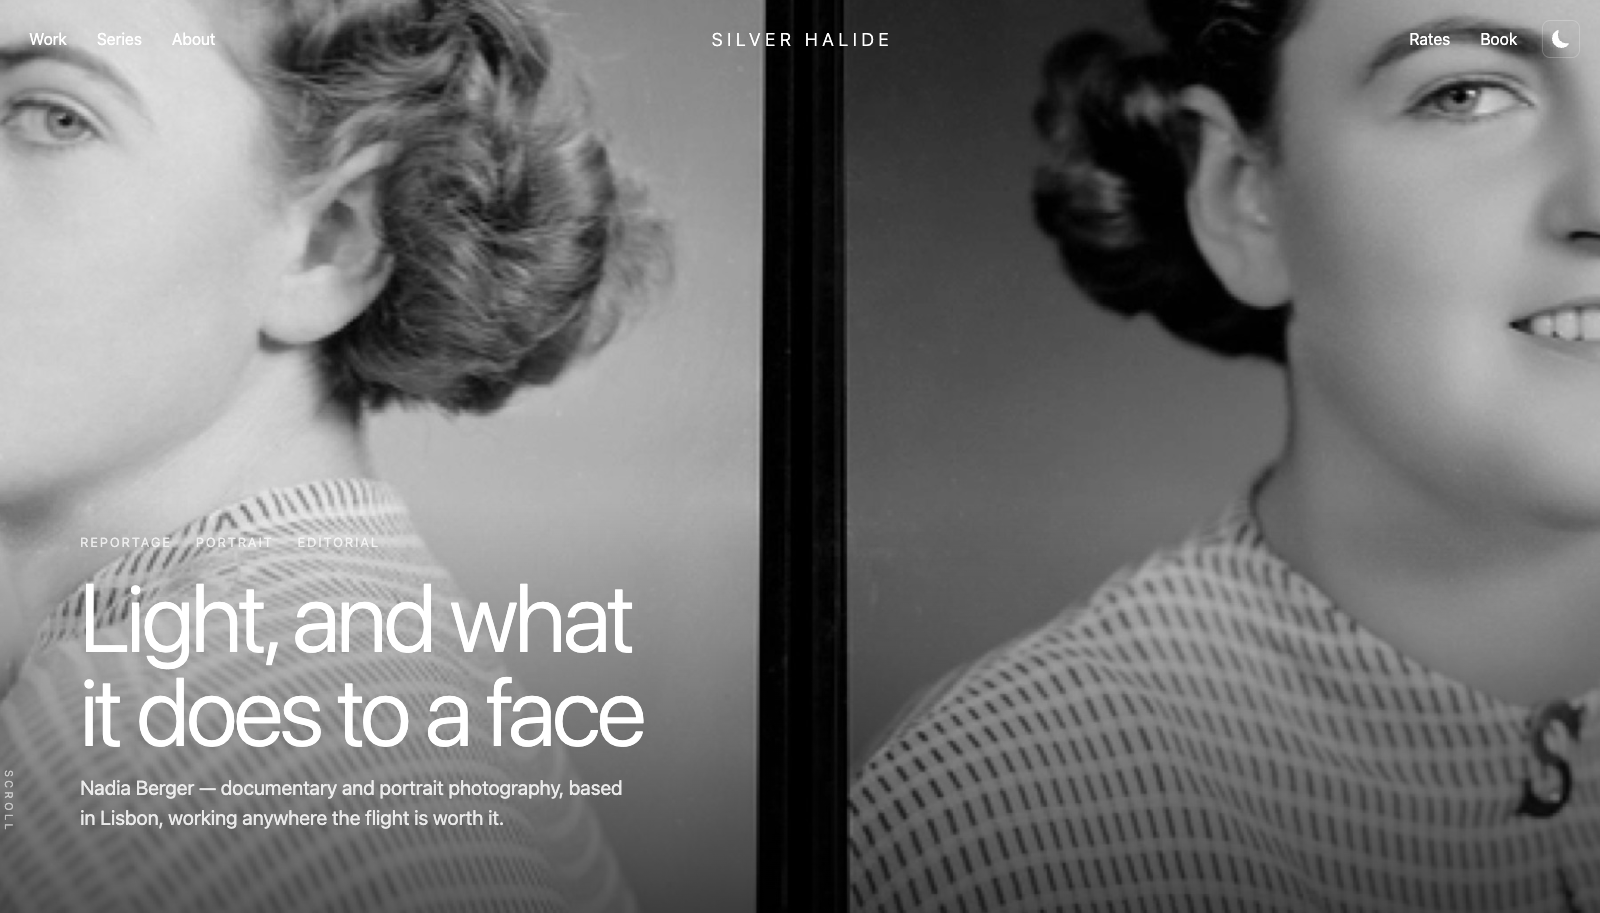 Work Series About
SILVER HALIDE
Rates Book
REPORTAGE PORTRAIT EDITORIAL
Light, and what
it does to a face
Nadia Berger — documentary and portrait photography, based
in Lisbon, working anywhere the flight is worth it.
SCROLL
S